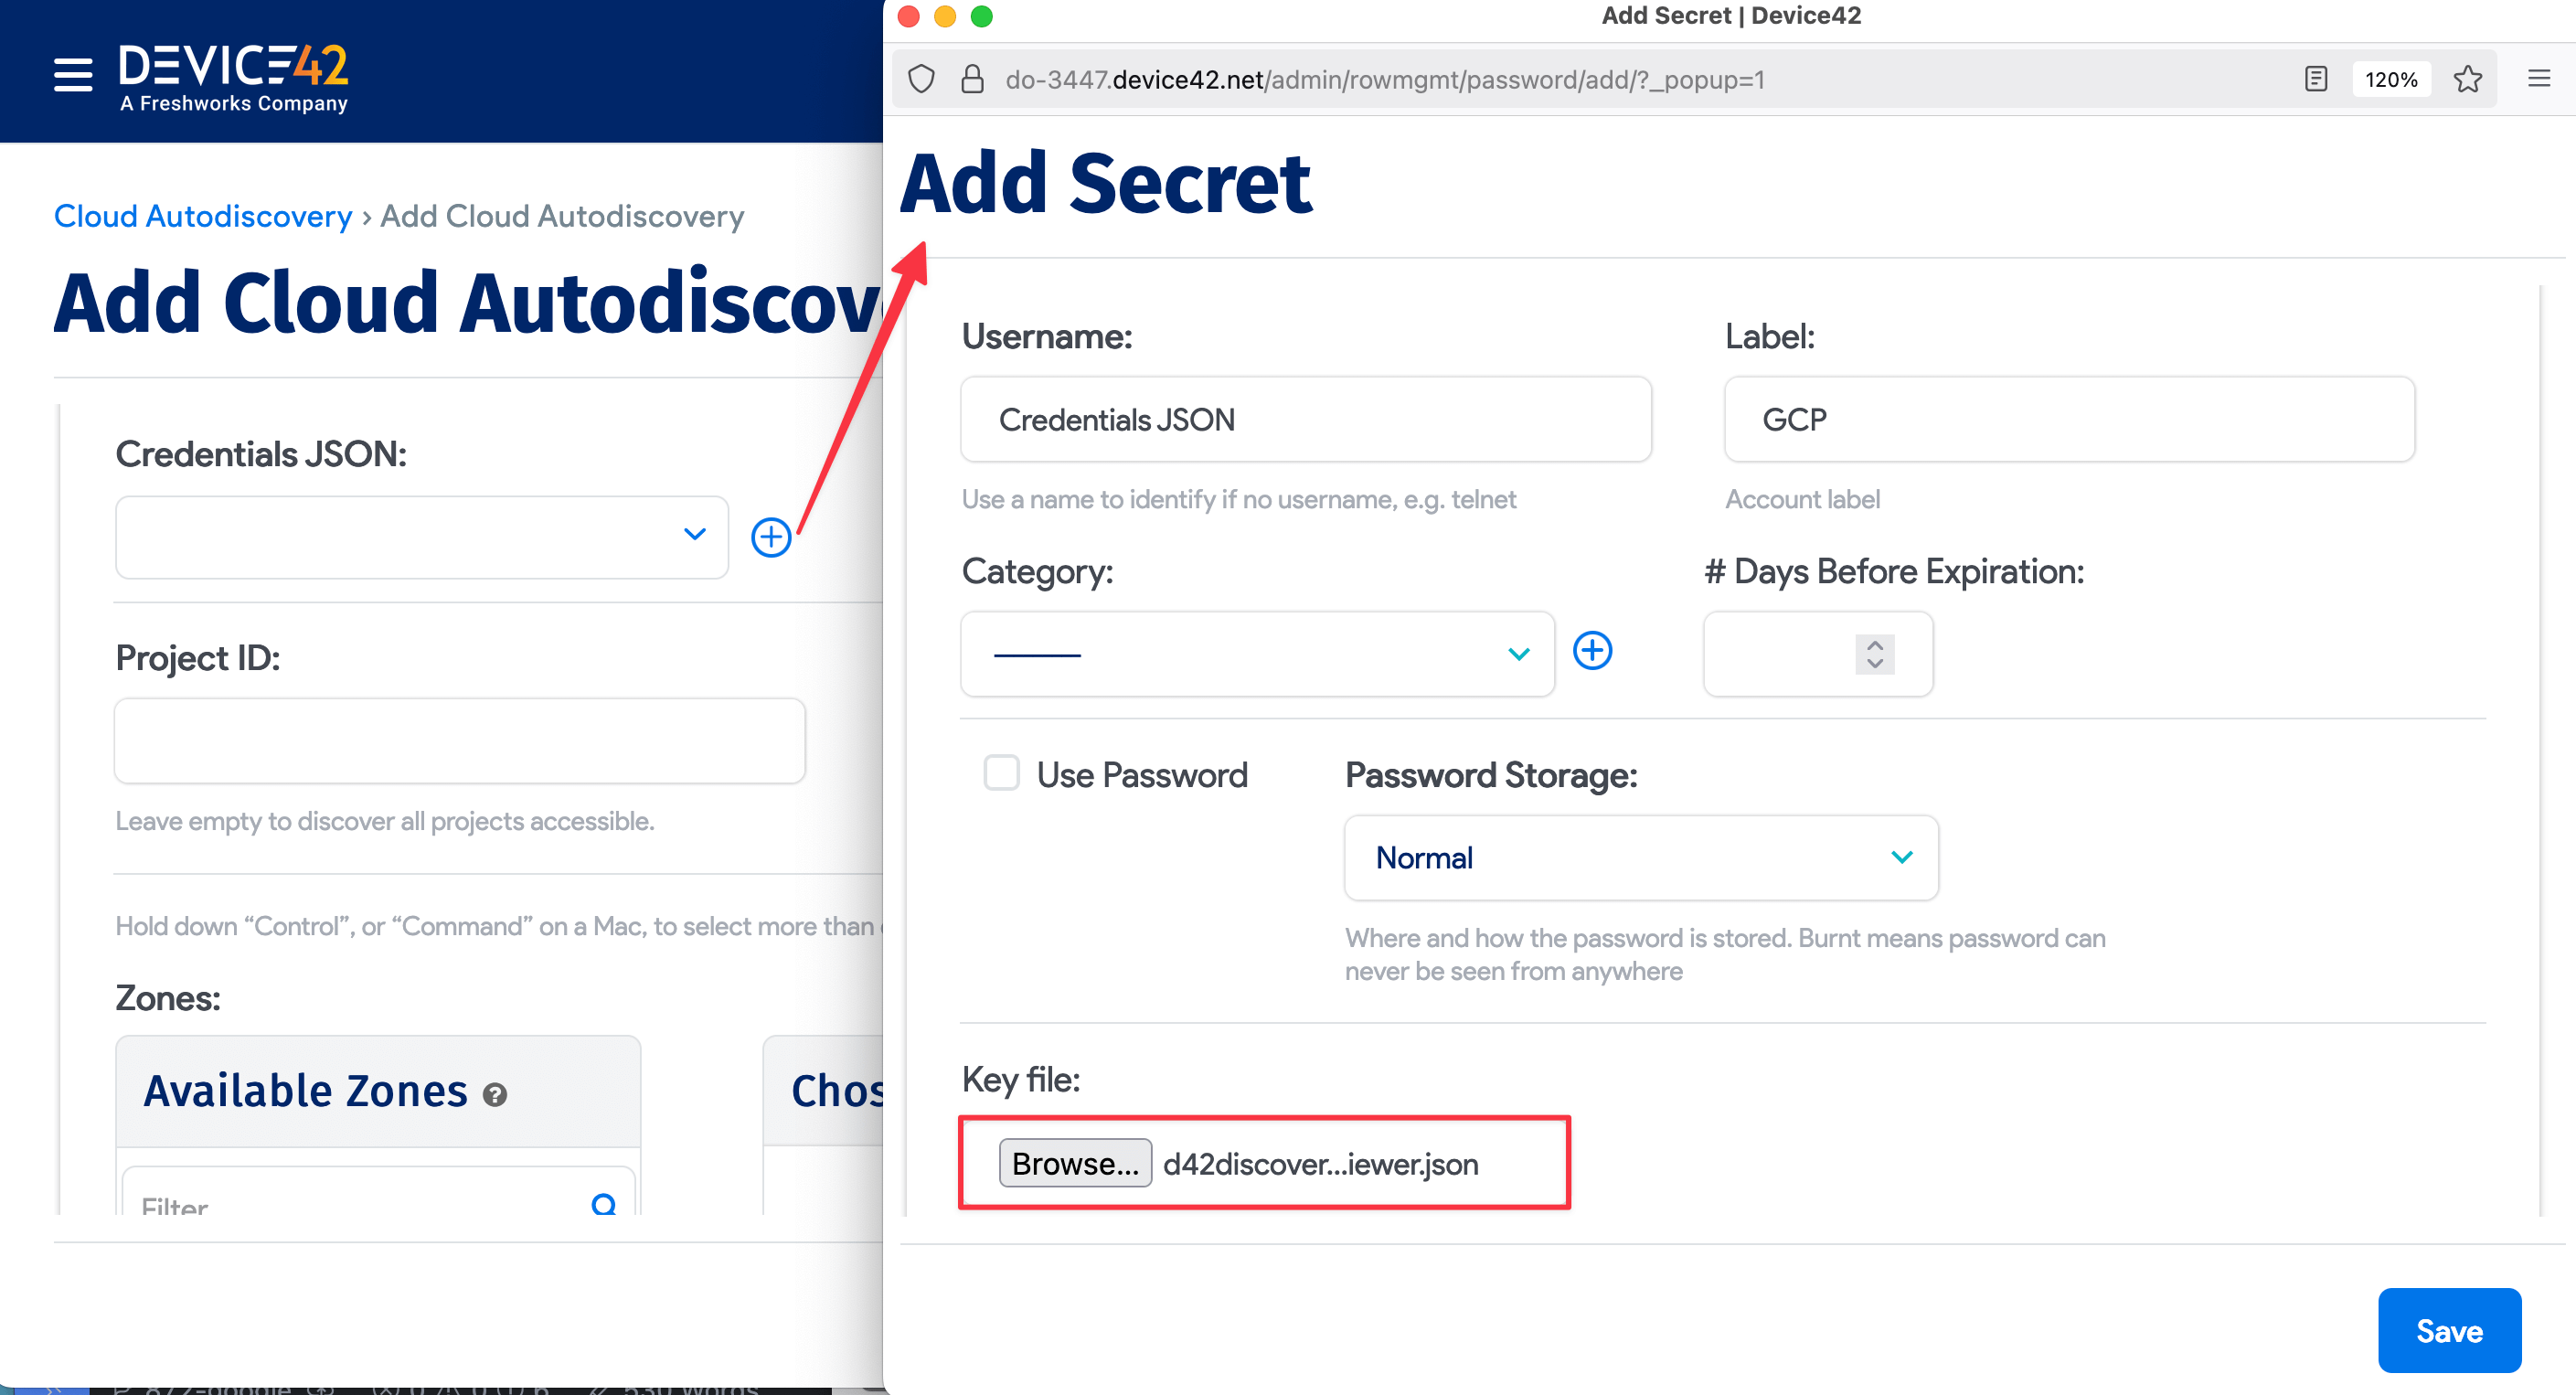 DEVICE42
A Freshworks Company
Cloud Autodiscovery › Add Cloud Autodiscovery
Add Cloud Autodiscov
Credentials JSON:
Project ID:
Leave empty to discover all projects accessible.
Hold down “Control”, or “Command” on a Mac, to select more than
Zones:
Available Zones ?
Chos
Filter
Add Secret | Device42
do-3447.device42.net/admin/rowmgmt/password/add/?_popup=1
120%
Add Secret
Username:
Label:
Credentials JSON
GCP
Use a name to identify if no username, e.g. telnet
Account label
Category:
# Days Before Expiration:
Use Password
Password Storage:
Normal
Where and how the password is stored. Burnt means password can
never be seen from anywhere
Key file:
Browse... d42discover...iewer.json
Save